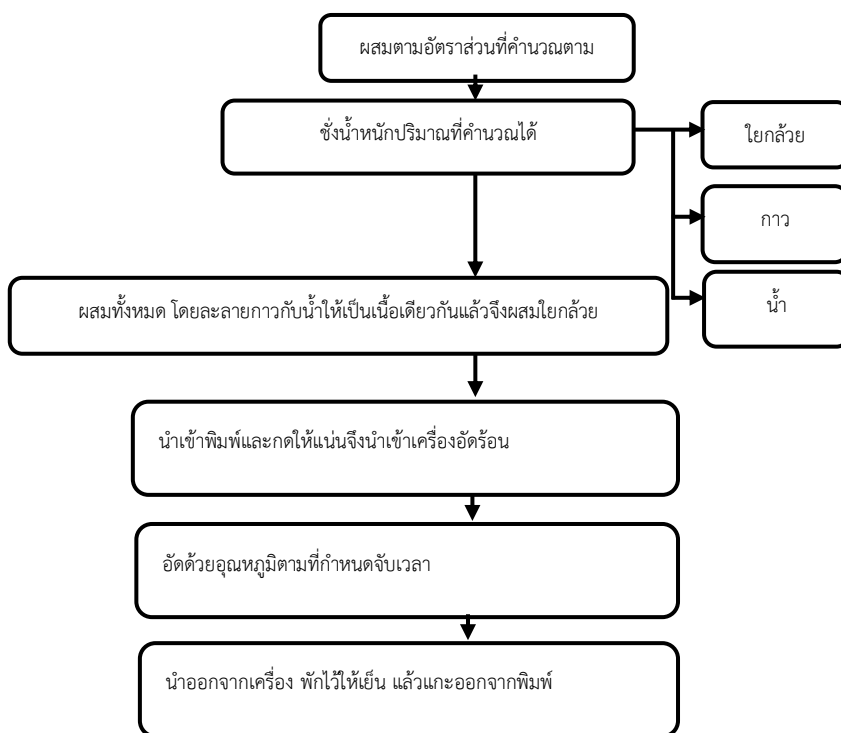 ผสมตามอัตราส่วนที่คำนวณตาม
ชั่งน้ำหนักปริมาณที่คำนวณได้
ใยกล้วย
กาว
น้ำ
ผสมทั้งหมด โดยละลายกาวกับน้ำให้เป็นเนื้อเดียวกันแล้วจึงผสมใยกล้วย
นำเข้าพิมพ์และกดให้แน่นจึงนำเข้าเครื่องอัดร้อน
อัดด้วยอุณหภูมิตามที่กำหนดจับเวลา
นำออกจากเครื่อง พักไว้ให้เย็น แล้วแกะออกจากพิมพ์